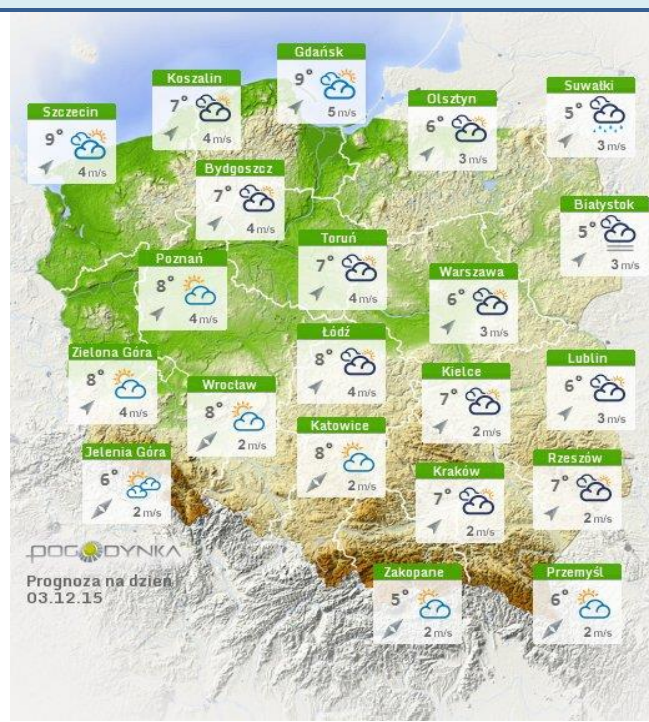 Gdańsk
9°
5 m/s
Koszalin
7°
4 m/s
Szczecin
9°
4 m/s
Olsztyn
6°
3 m/s
Suwałki
5°
3 m/s
Bydgoszcz
7°
4 m/s
Białystok
5°
3 m/s
Toruń
7°
4 m/s
Poznań
8°
4 m/s
Warszawa
6°
3 m/s
Łódź
8°
4 m/s
Zielona Góra
8°
4 m/s
Wrocław
8°
2 m/s
Kielce
7°
2 m/s
Lublin
6°
3 m/s
Katowice
8°
2 m/s
Jelenia Góra
6°
2 m/s
Kraków
7°
2 m/s
Rzeszów
7°
2 m/s
POGODYNKA
Prognoza na dzień
03.12.15
Zakopane
5°
2 m/s
Przemyśl
6°
2 m/s